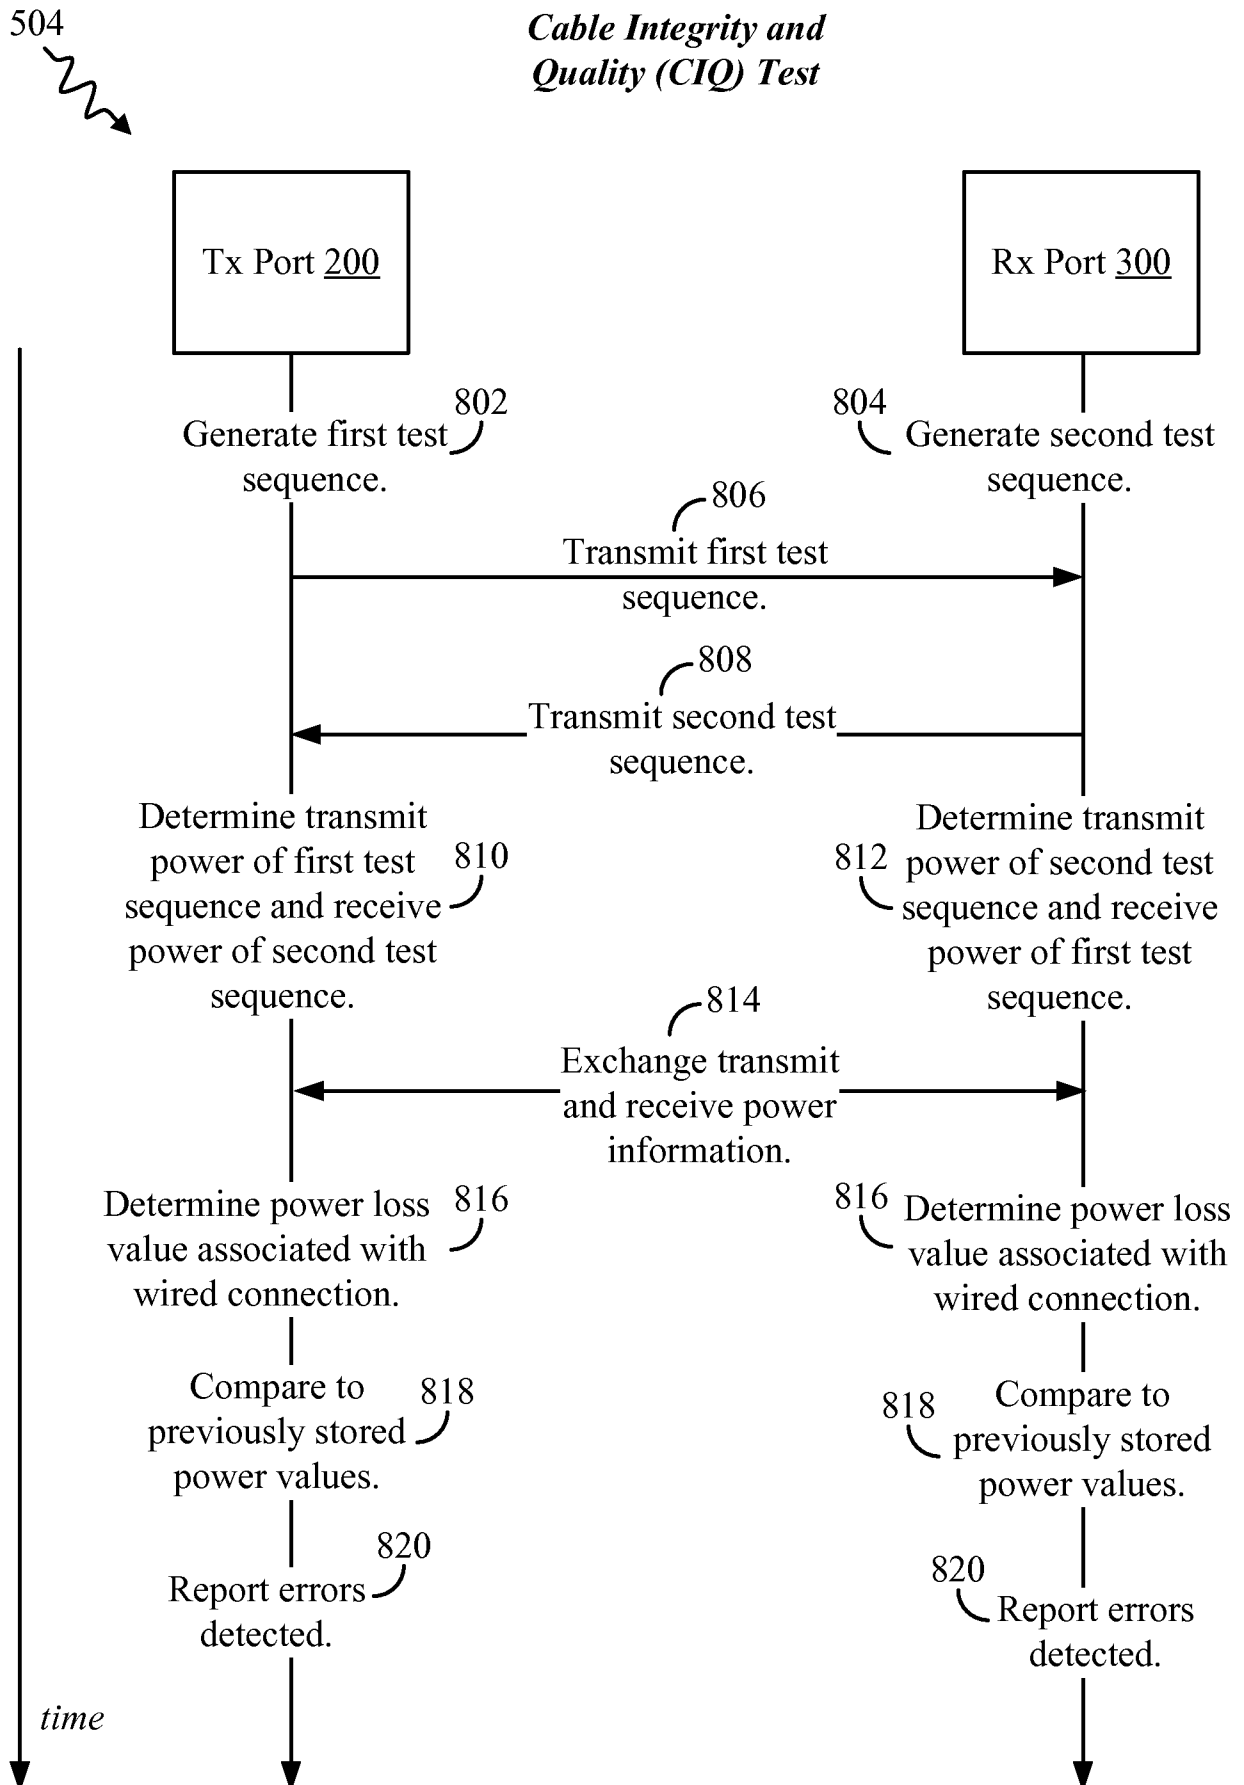 504
Cable Integrity and
Quality (CIQ) Test
Tx Port 200
Rx Port 300
802
Generate first test
sequence.
804
Generate second test
sequence.
806
Transmit first test
sequence.
808
Transmit second test
sequence.
Determine transmit
power of first test
sequence and receive
power of second test
sequence.
810
Determine transmit
power of second test
sequence and receive
power of first test
sequence.
812
814
Exchange transmit
and receive power
information.
Determine power loss
value associated with
wired connection.
816
816
Determine power loss
value associated with
wired connection.
Compare to
previously stored
power values.
818
818
Compare to
previously stored
power values.
820
Report errors
detected.
820
Report errors
detected.
time